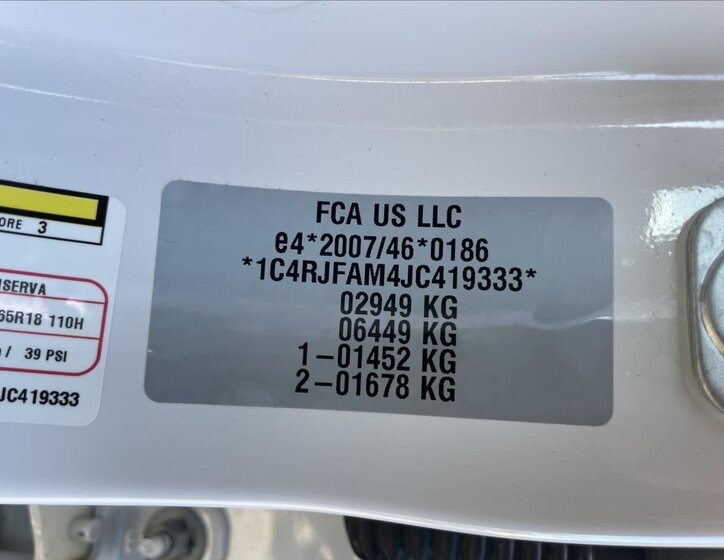 ORE 3
ISERVA
65R18 110H
/ 39 PSI
JC419333
FCA US LLC
e4*2007/46*0186
*1C4RJFAM4JC419333*
02949 KG
06449 KG
1-01452 KG
2-01678 KG